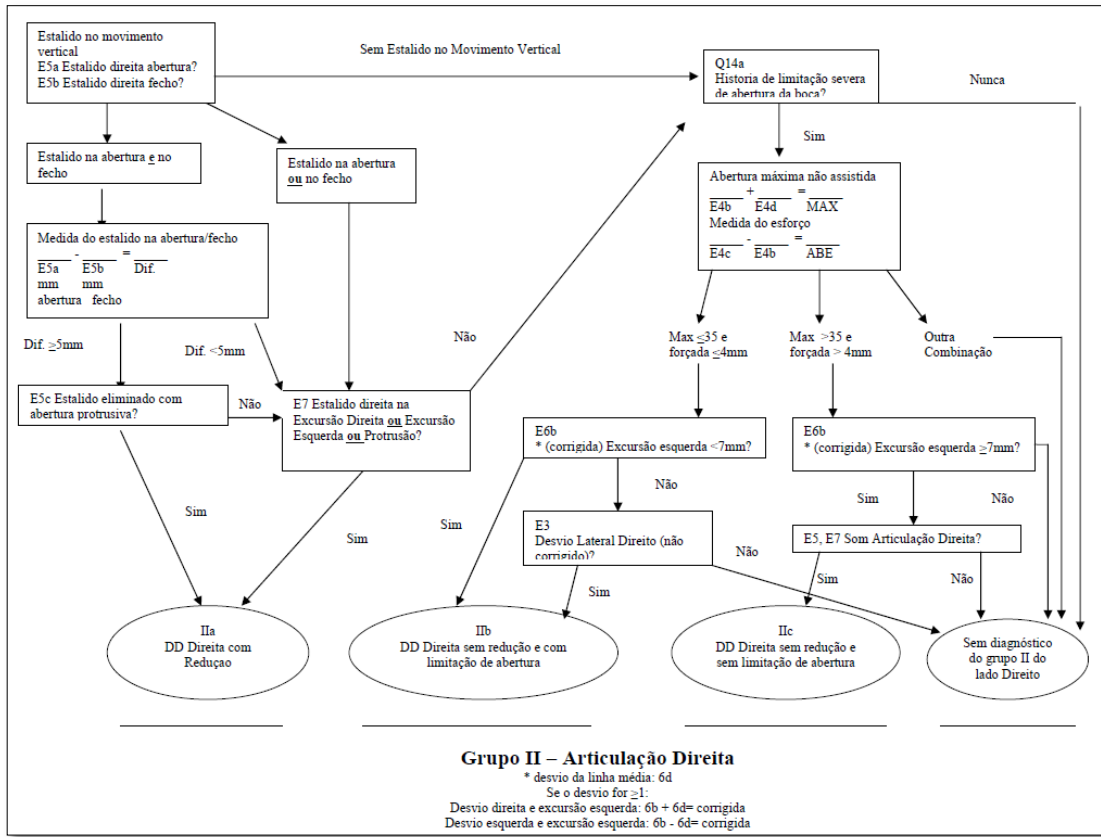 Estalido no movimento
vertical
E5a Estalido direita abertura?
E5b Estalido direita fecho?
Sem Estalido no Movimento Vertical
Q14a
Historia de limitação severa
de abertura da boca?
Nunca
Sim
Estalido na abertura e no
fecho
Estalido na abertura
ou no fecho
Medida do estalido na abertura/fecho
____ - ____ = ____
E5a E5b Dif.
mm mm
abertura fecho
Abertura máxima não assistida
____ + ____ = ____
E4b E4d MAX
Medida do esforço
____ - ____ = ____
E4c E4b ABE
Dif. ≥5mm
Dif. <5mm
Não
Max ≤35 e
forçada ≤4mm
Max >35 e
forçada > 4mm
Outra
Combinação
E5c Estalido eliminado com
abertura protrusiva?
Não
E7 Estalido direita na
Excursão Direita ou Excursão
Esquerda ou Protrusão?
E6b
* (corrigida) Excursão esquerda <7mm?
E6b
* (corrigida) Excursão esquerda ≥7mm?
Sim
Sim
Sim
Não
Sim
Não
E3
Desvio Lateral Direito (não
corrigido)?
Não
Sim
E5, E7 Som Articulação Direita?
Sim
Não
IIa
DD Direita com
Reduçao
IIb
DD Direita sem redução e com
limitação de abertura
IIc
DD Direita sem redução e
sem limitação de abertura
Sem diagnóstico
do grupo II do
lado Direito
Grupo II – Articulação Direita
* desvio da linha média: 6d
Se o desvio for ≥1:
Desvio direita e excursão esquerda: 6b + 6d= corrigida
Desvio esquerda e excursão esquerda: 6b - 6d= corrigida